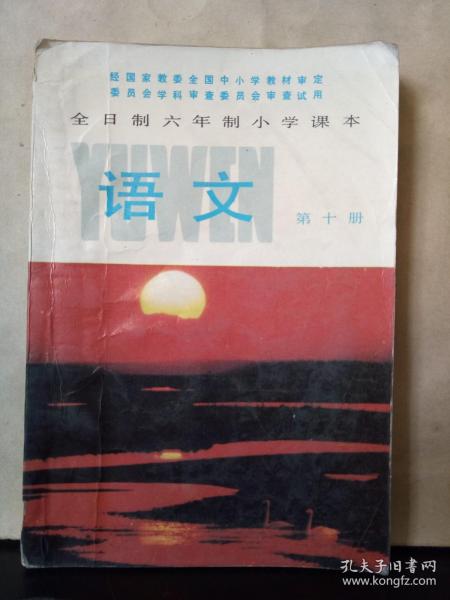 经国家教委全国中小学教材审定
委员会学科审查委员会审查试用
全日制六年制小学课本
YUWEN
语文
第十册
孔夫子旧书网
www.kongfz.com